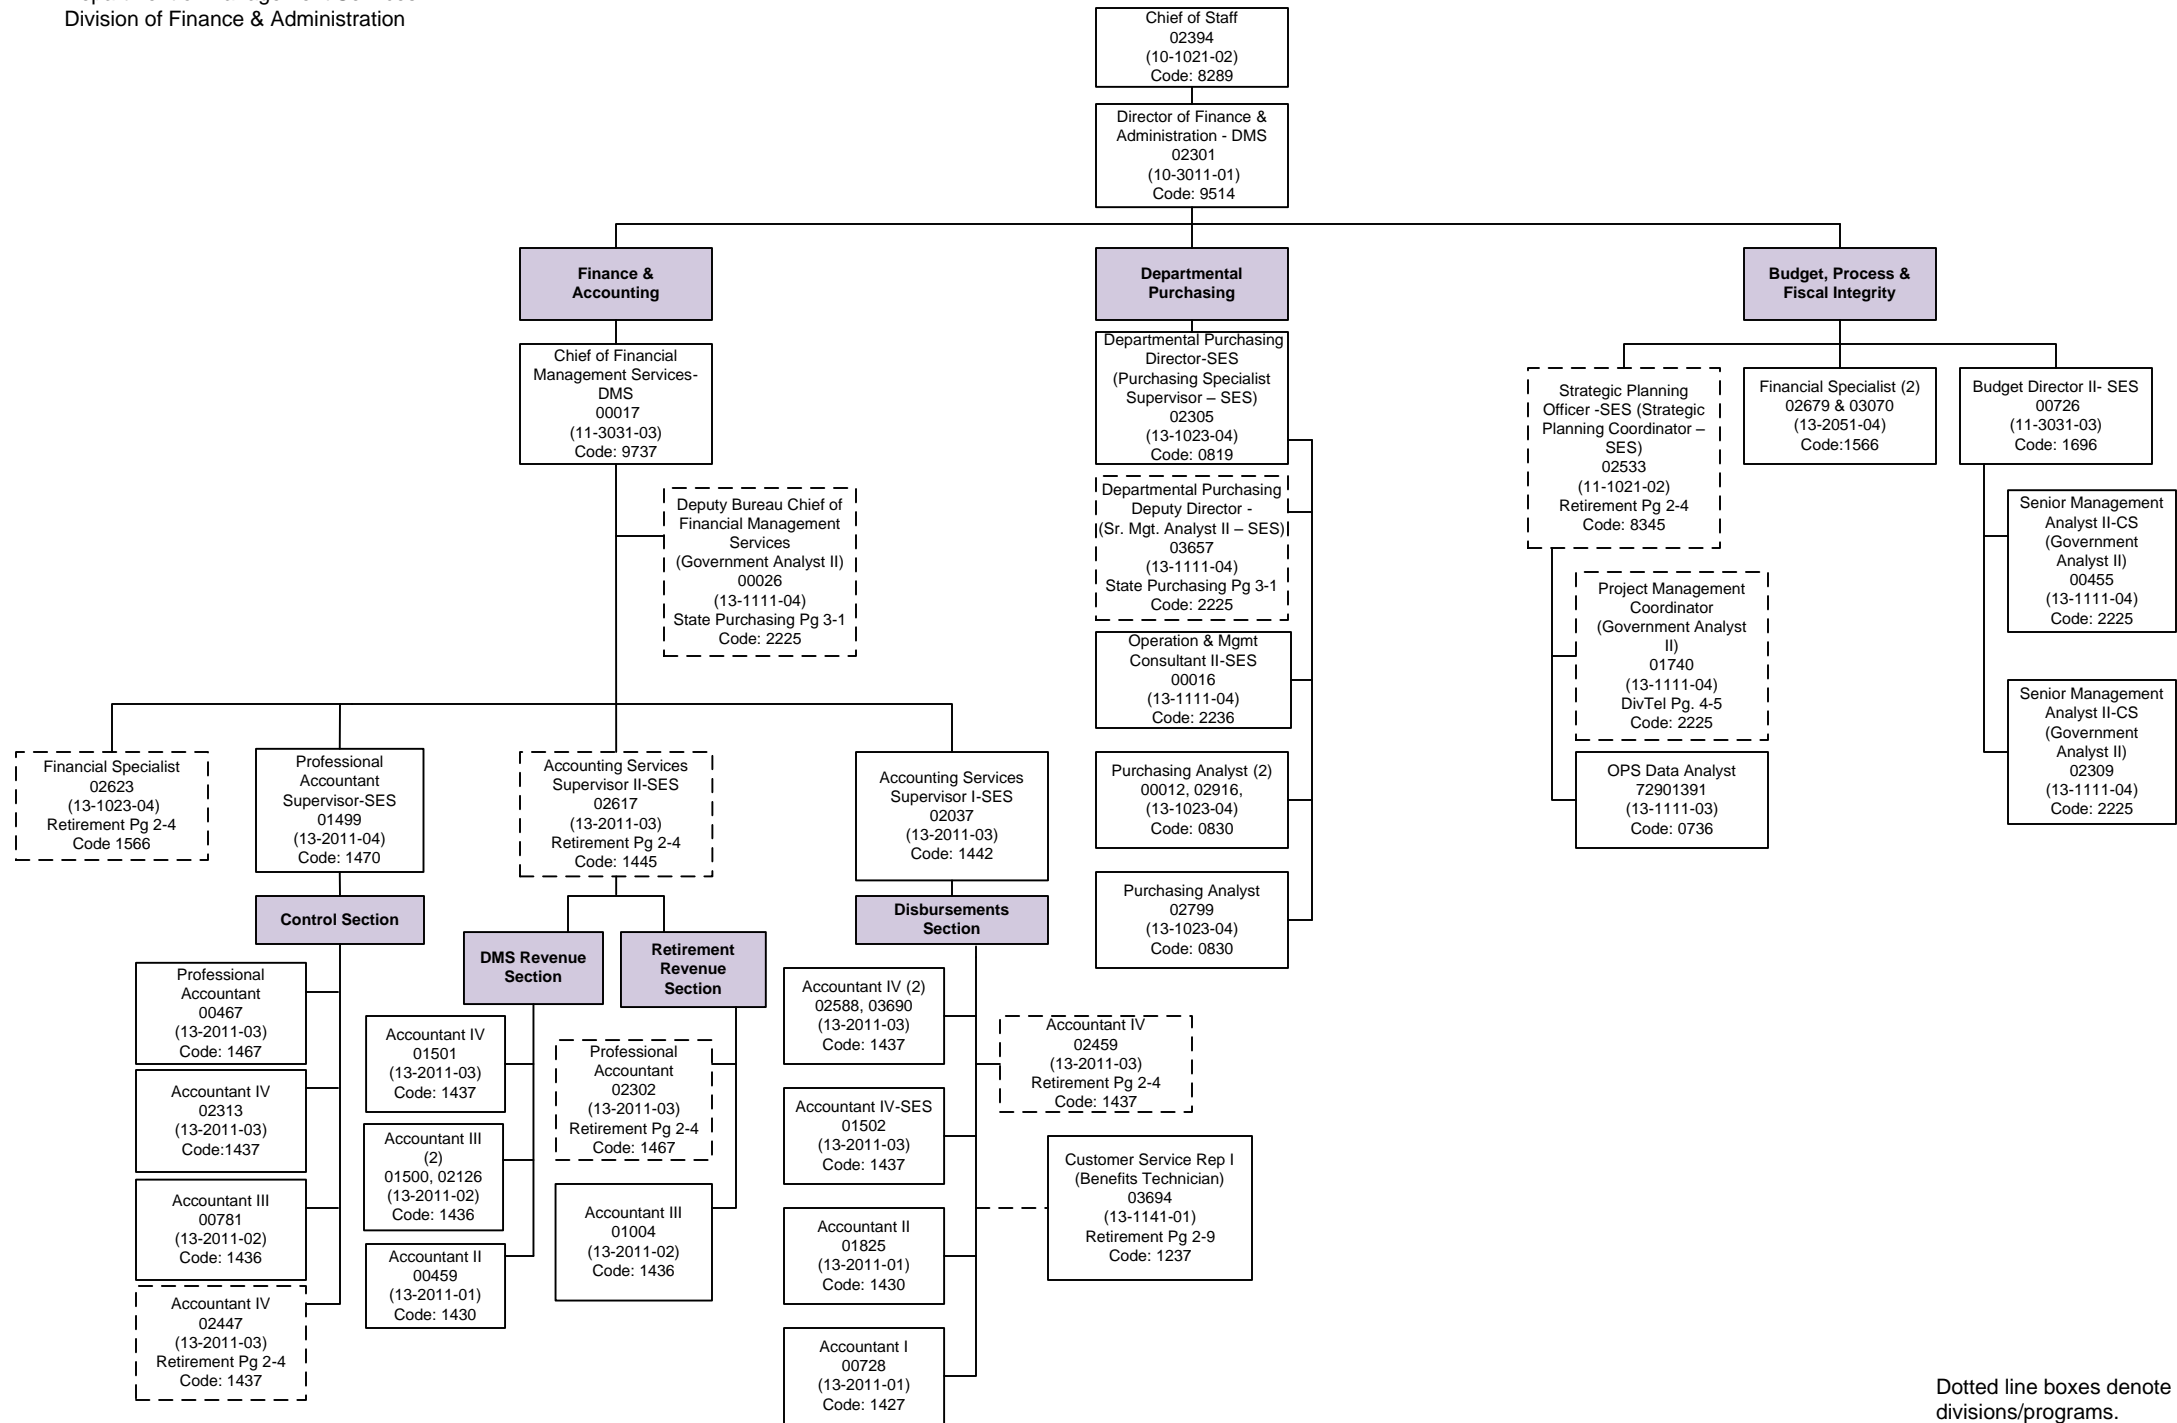 Division of Finance & Administration
Chief of Staff
02394
(10-1021-02)
Code: 8289
Director of Finance &
Administration - DMS
02301
(10-3011-01)
Code: 9514
Finance &
Accounting
Departmental
Purchasing
Budget, Process &
Fiscal Integrity
Chief of Financial
Management Services-
DMS
00017
(11-3031-03)
Code: 9737
Deputy Bureau Chief of
Financial Management
Services
(Government Analyst II)
00026
(13-1111-04)
State Purchasing Pg 3-1
Code: 2225
Financial Specialist
02623
(13-1023-04)
Retirement Pg 2-4
Code 1566
Professional
Accountant
Supervisor-SES
01499
(13-2011-04)
Code: 1470
Accounting Services
Supervisor II-SES
02617
(13-2011-03)
Retirement Pg 2-4
Code: 1445
Accounting Services
Supervisor I-SES
02037
(13-2011-03)
Code: 1442
Control Section
Professional
Accountant
00467
(13-2011-03)
Code: 1467
Accountant IV
02313
(13-2011-03)
Code:1437
Accountant III
00781
(13-2011-02)
Code: 1436
Accountant IV
02447
(13-2011-03)
Retirement Pg 2-4
Code: 1437
DMS Revenue
Section
Accountant IV
01501
(13-2011-03)
Code: 1437
Accountant III
(2)
01500, 02126
(13-2011-02)
Code: 1436
Accountant II
00459
(13-2011-01)
Code: 1430
Retirement
Revenue
Section
Professional
Accountant
02302
(13-2011-03)
Retirement Pg 2-4
Code: 1467
Accountant III
01004
(13-2011-02)
Code: 1436
Disbursements
Section
Accountant IV (2)
02588, 03690
(13-2011-03)
Code: 1437
Accountant IV-SES
01502
(13-2011-03)
Code: 1437
Accountant II
01825
(13-2011-01)
Code: 1430
Accountant I
00728
(13-2011-01)
Code: 1427
Accountant IV
02459
(13-2011-03)
Retirement Pg 2-4
Code: 1437
Customer Service Rep I
(Benefits Technician)
03694
(13-1141-01)
Retirement Pg 2-9
Code: 1237
Departmental Purchasing
Director-SES
(Purchasing Specialist
Supervisor – SES)
02305
(13-1023-04)
Code: 0819
Departmental Purchasing
Deputy Director -
(Sr. Mgt. Analyst II – SES)
03657
(13-1111-04)
State Purchasing Pg 3-1
Code: 2225
Operation & Mgmt
Consultant II-SES
00016
(13-1111-04)
Code: 2236
Purchasing Analyst (2)
00012, 02916,
(13-1023-04)
Code: 0830
Purchasing Analyst
02799
(13-1023-04)
Code: 0830
Strategic Planning
Officer -SES (Strategic
Planning Coordinator –
SES)
02533
(11-1021-02)
Retirement Pg 2-4
Code: 8345
Project Management
Coordinator
(Government Analyst
II)
01740
(13-1111-04)
DivTel Pg. 4-5
Code: 2225
OPS Data Analyst
72901391
(13-1111-03)
Code: 0736
Financial Specialist (2)
02679 & 03070
(13-2051-04)
Code:1566
Budget Director II- SES
00726
(11-3031-03)
Code: 1696
Senior Management
Analyst II-CS
(Government
Analyst II)
00455
(13-1111-04)
Code: 2225
Senior Management
Analyst II-CS
(Government
Analyst II)
02309
(13-1111-04)
Code: 2225
Dotted line boxes denote
divisions/programs.